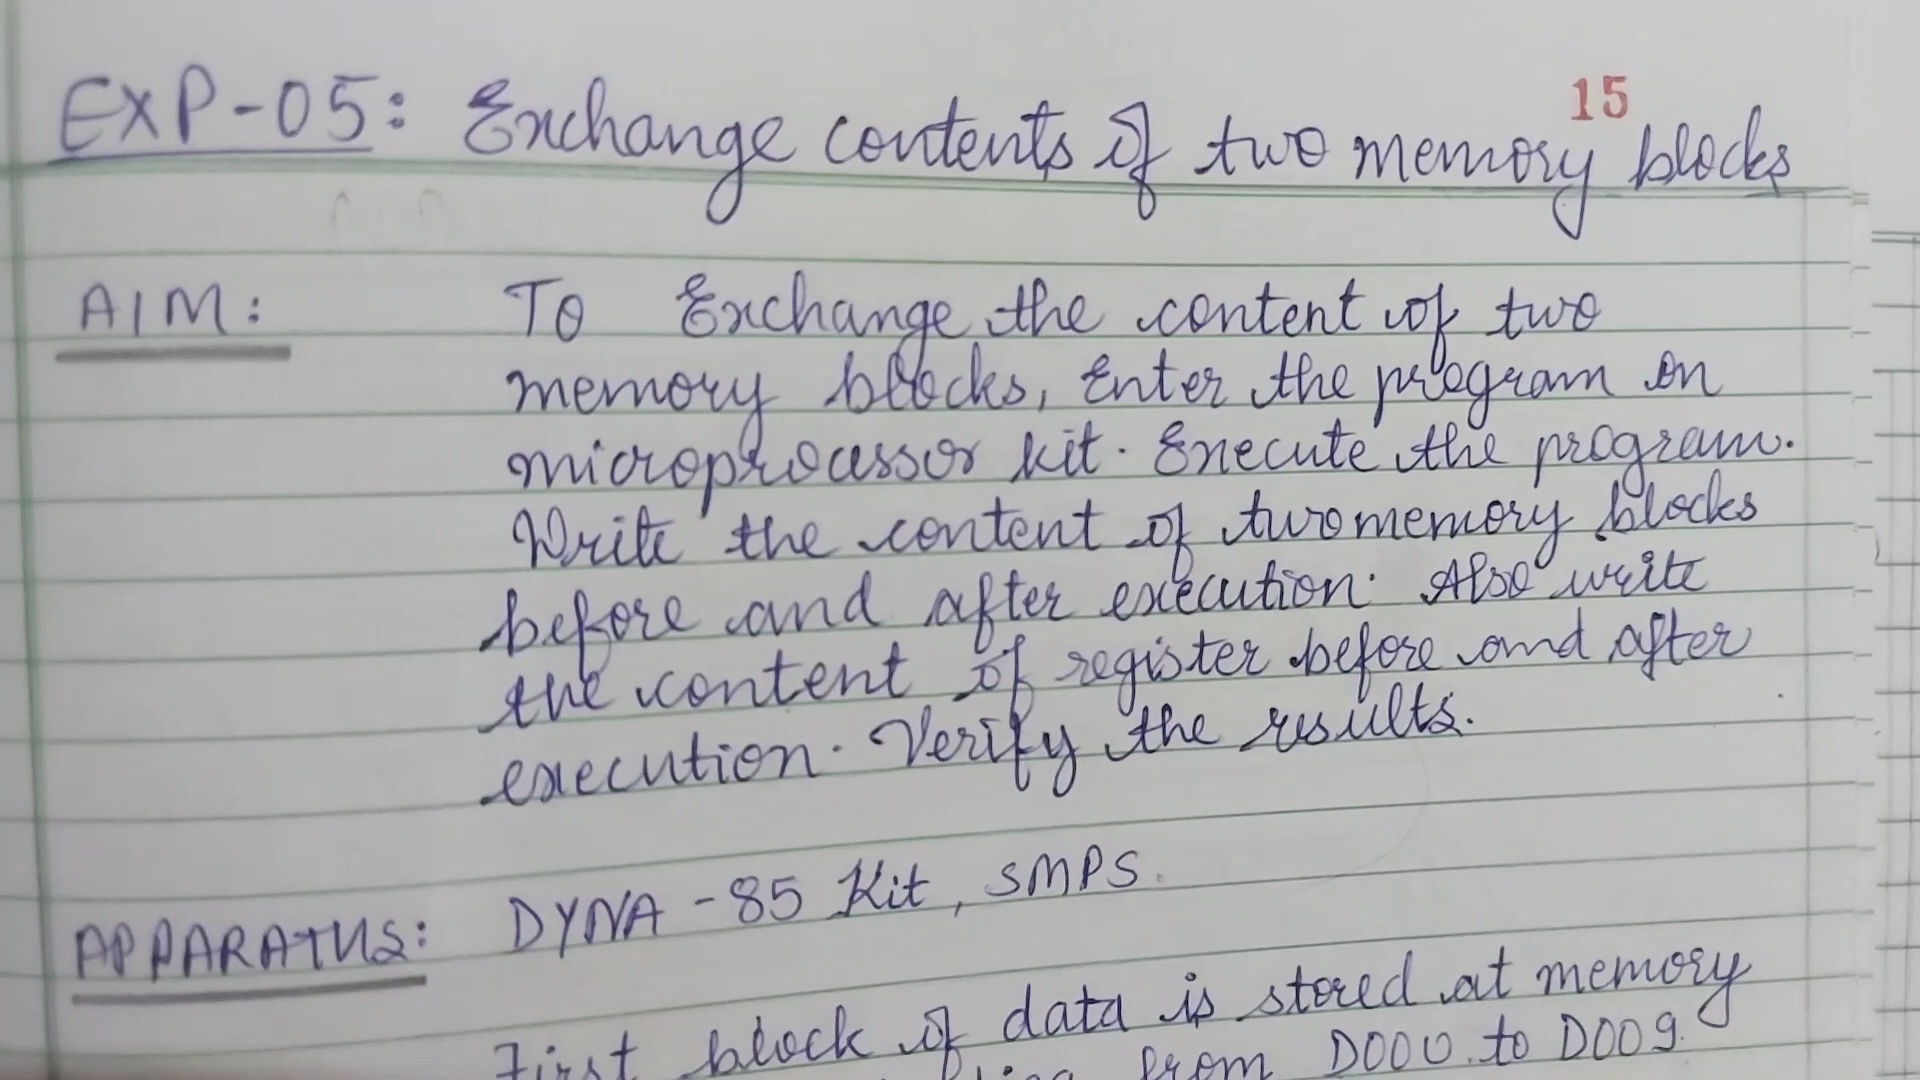 15
EXP-05: Exchange contents of two memory blocks
AIM: To Exchange the content of two
memory blocks, Enter the program on
microprocessor kit. Execute the program.
Write the content of two memory blocks
before and after execution. Also write
the content of register before and after
execution. Verify the results.
APPARATUS: DYNA-85 Kit, SMPS.
First block of data is stored at memory
from D000 to D009.